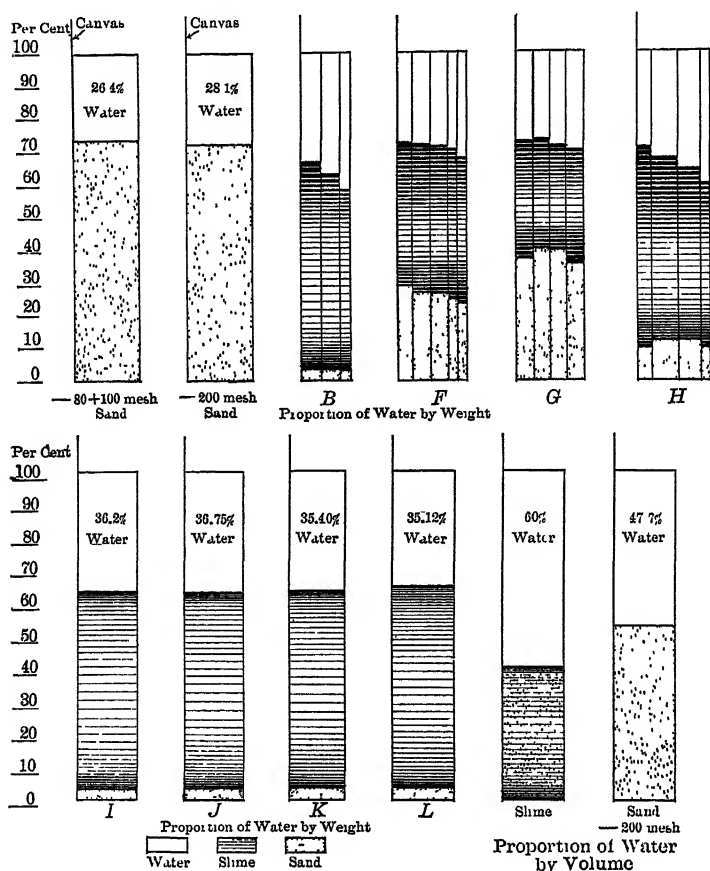 Per Cent Canvas Canvas
100
90
80
70
60
50
40
30
20
10
0
26 4%
Water
28 1%
Water
— 80+100 mesh
Sand
— 200 mesh
Sand
B F G H
Proportion of Water by Weight
Per Cent
100
90
80
70
60
50
40
30
20
10
0
36.2%
Water
36.75%
Water
35.40%
Water
35.12%
Water
60%
Water
47 7%
Water
I J K L Slime Sand
— 200 mesh
Proportion of Water by Weight
Water Slime Sand
Proportion of Water
by Volume